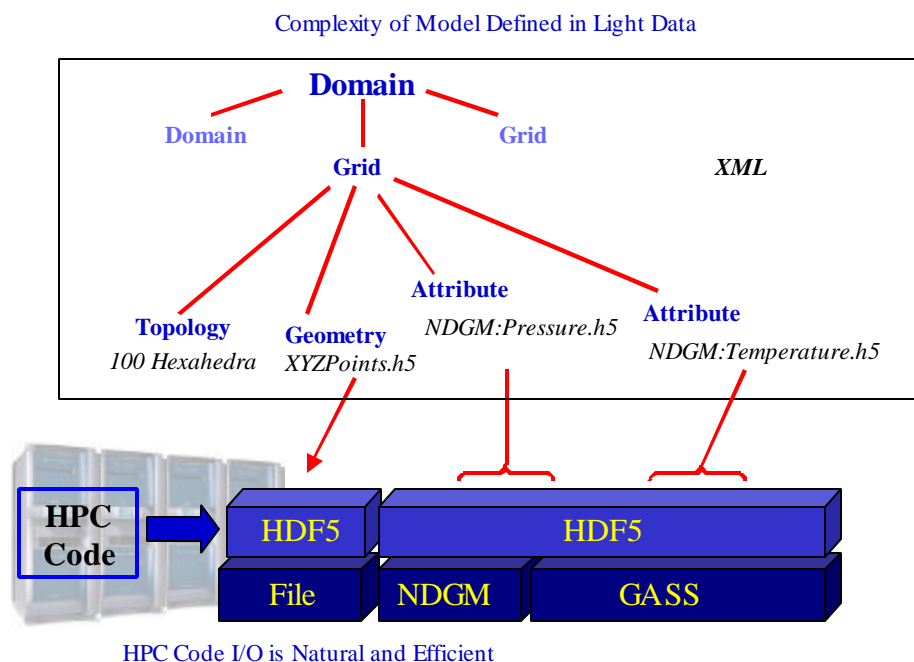 Complexity of Model Defined in Light Data
Domain
Domain
Grid
Grid
XML
Topology
100 Hexahedra
Geometry
XYZPoints.h5
Attribute
NDGM:Pressure.h5
Attribute
NDGM:Temperature.h5
HPC
Code
HDF5
HDF5
File
NDGM
GASS
HPC Code I/O is Natural and Efficient